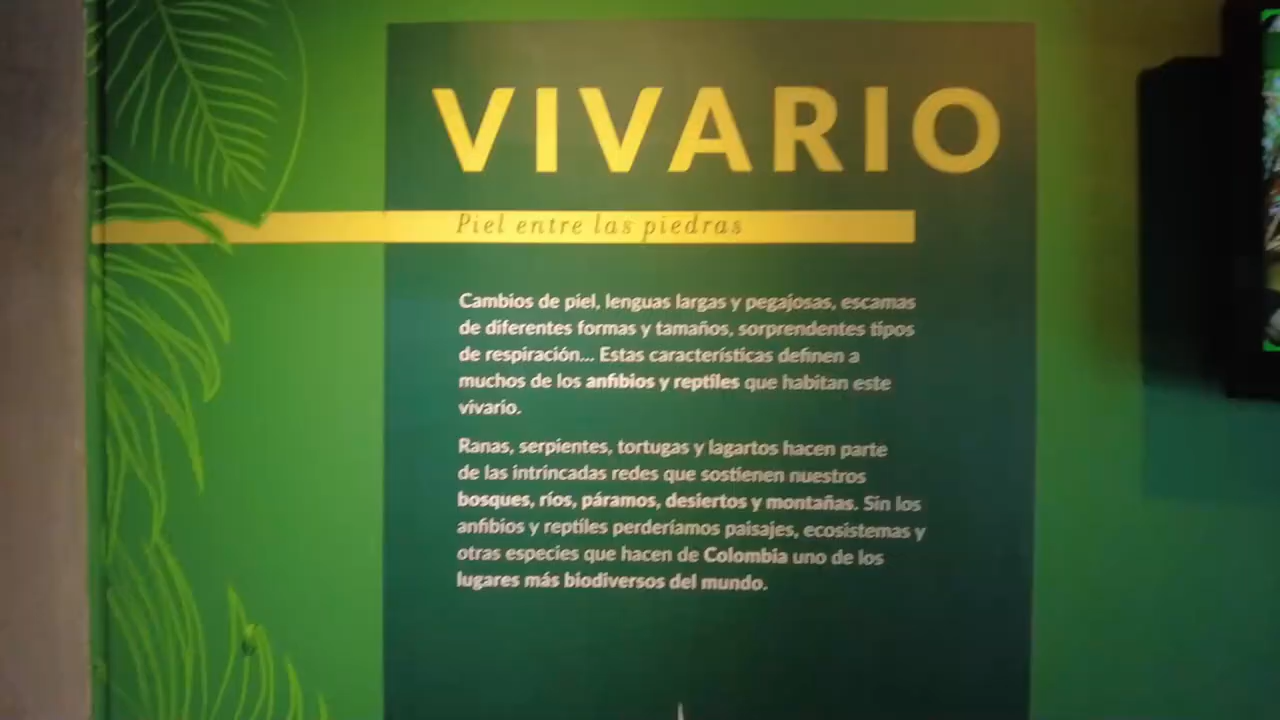 VIVARIO
Piel entre las piedras
Cambios de piel, lenguas largas y pegajosas, escamas
de diferentes formas y tamaños, sorprendentes tipos
de respiración... Estas características definen a
muchos de los anfibios y reptiles que habitan este
vivario.
Ranas, serpientes, tortugas y lagartos hacen parte
de las intrincadas redes que sostienen nuestros
bosques, ríos, páramos, desiertos y montañas. Sin los
anfibios y reptiles perderíamos paisajes, ecosistemas y
otras especies que hacen de Colombia uno de los
lugares más biodiversos del mundo.